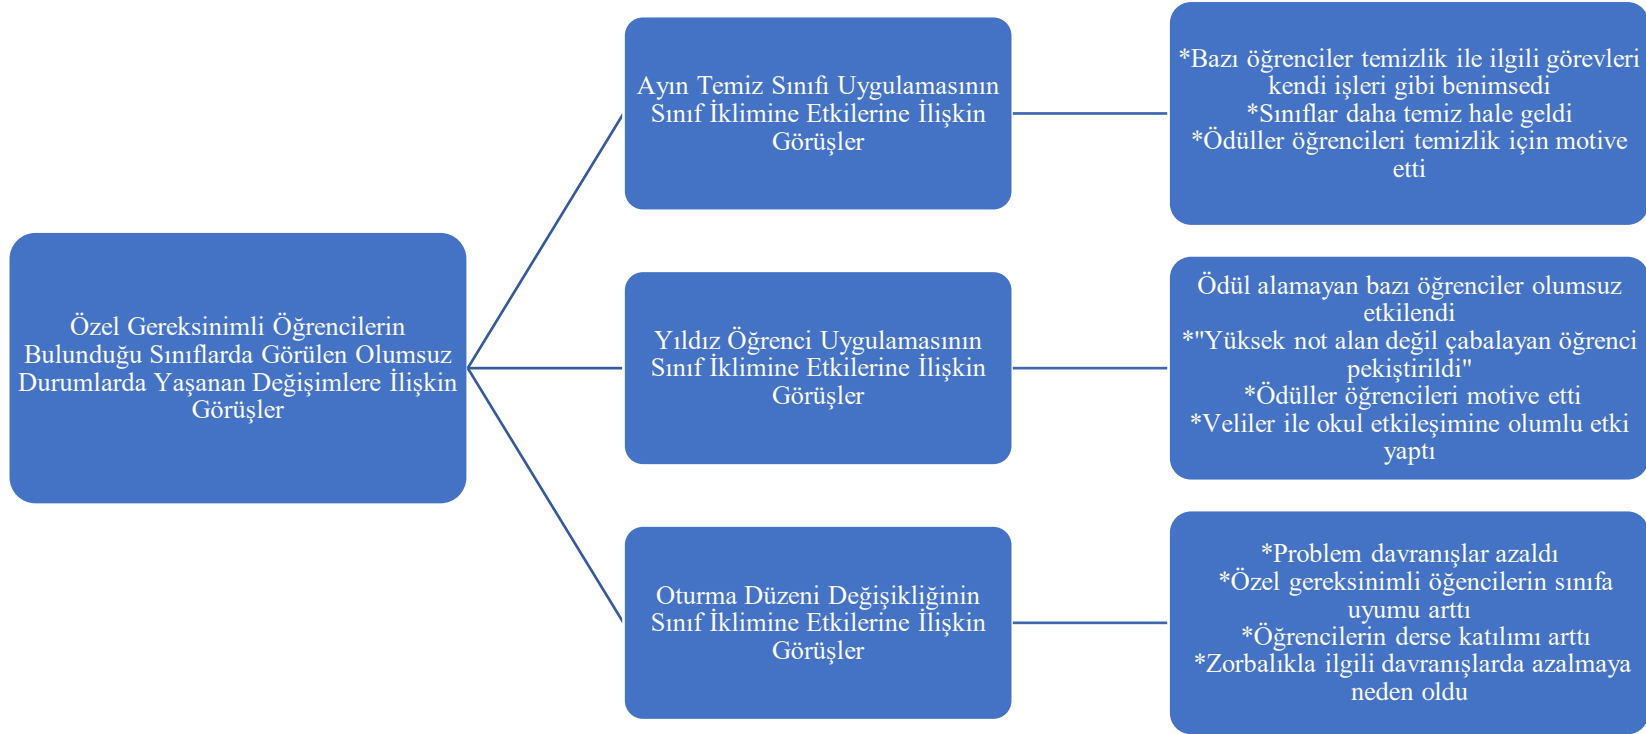 Özel Gereksinimli Öğrencilerin
Bulunduğu Sınıflarda Görülen Olumsuz
Durumlarda Yaşanan Değişimlere İlişkin
Görüşler
Ayın Temiz Sınıfı Uygulamasının
Sınıf İklimine Etkilerine İlişkin
Görüşler
*Bazı öğrenciler temizlik ile ilgili görevleri
kendi işleri gibi benimsedi
*Sınıflar daha temiz hale geldi
*Ödüller öğrencileri temizlik için motive
etti
Yıldız Öğrenci Uygulamasının
Sınıf İklimine Etkilerine İlişkin
Görüşler
Ödül alamayan bazı öğrenciler olumsuz
etkilendi
*"Yüksek not alan değil çabalayan öğrenci
pekiştirildi"
*Ödüller öğrencileri motive etti
*Veliler ile okul etkileşimine olumlu etki
yaptı
Oturma Düzeni Değişikliğinin
Sınıf İklimine Etkilerine İlişkin
Görüşler
*Problem davranışlar azaldı
*Özel gereksinimli öğencilerin sınıfa
uyumu arttı
*Öğrencilerin derse katılımı arttı
*Zorbalıkla ilgili davranışlarda azalmaya
neden oldu